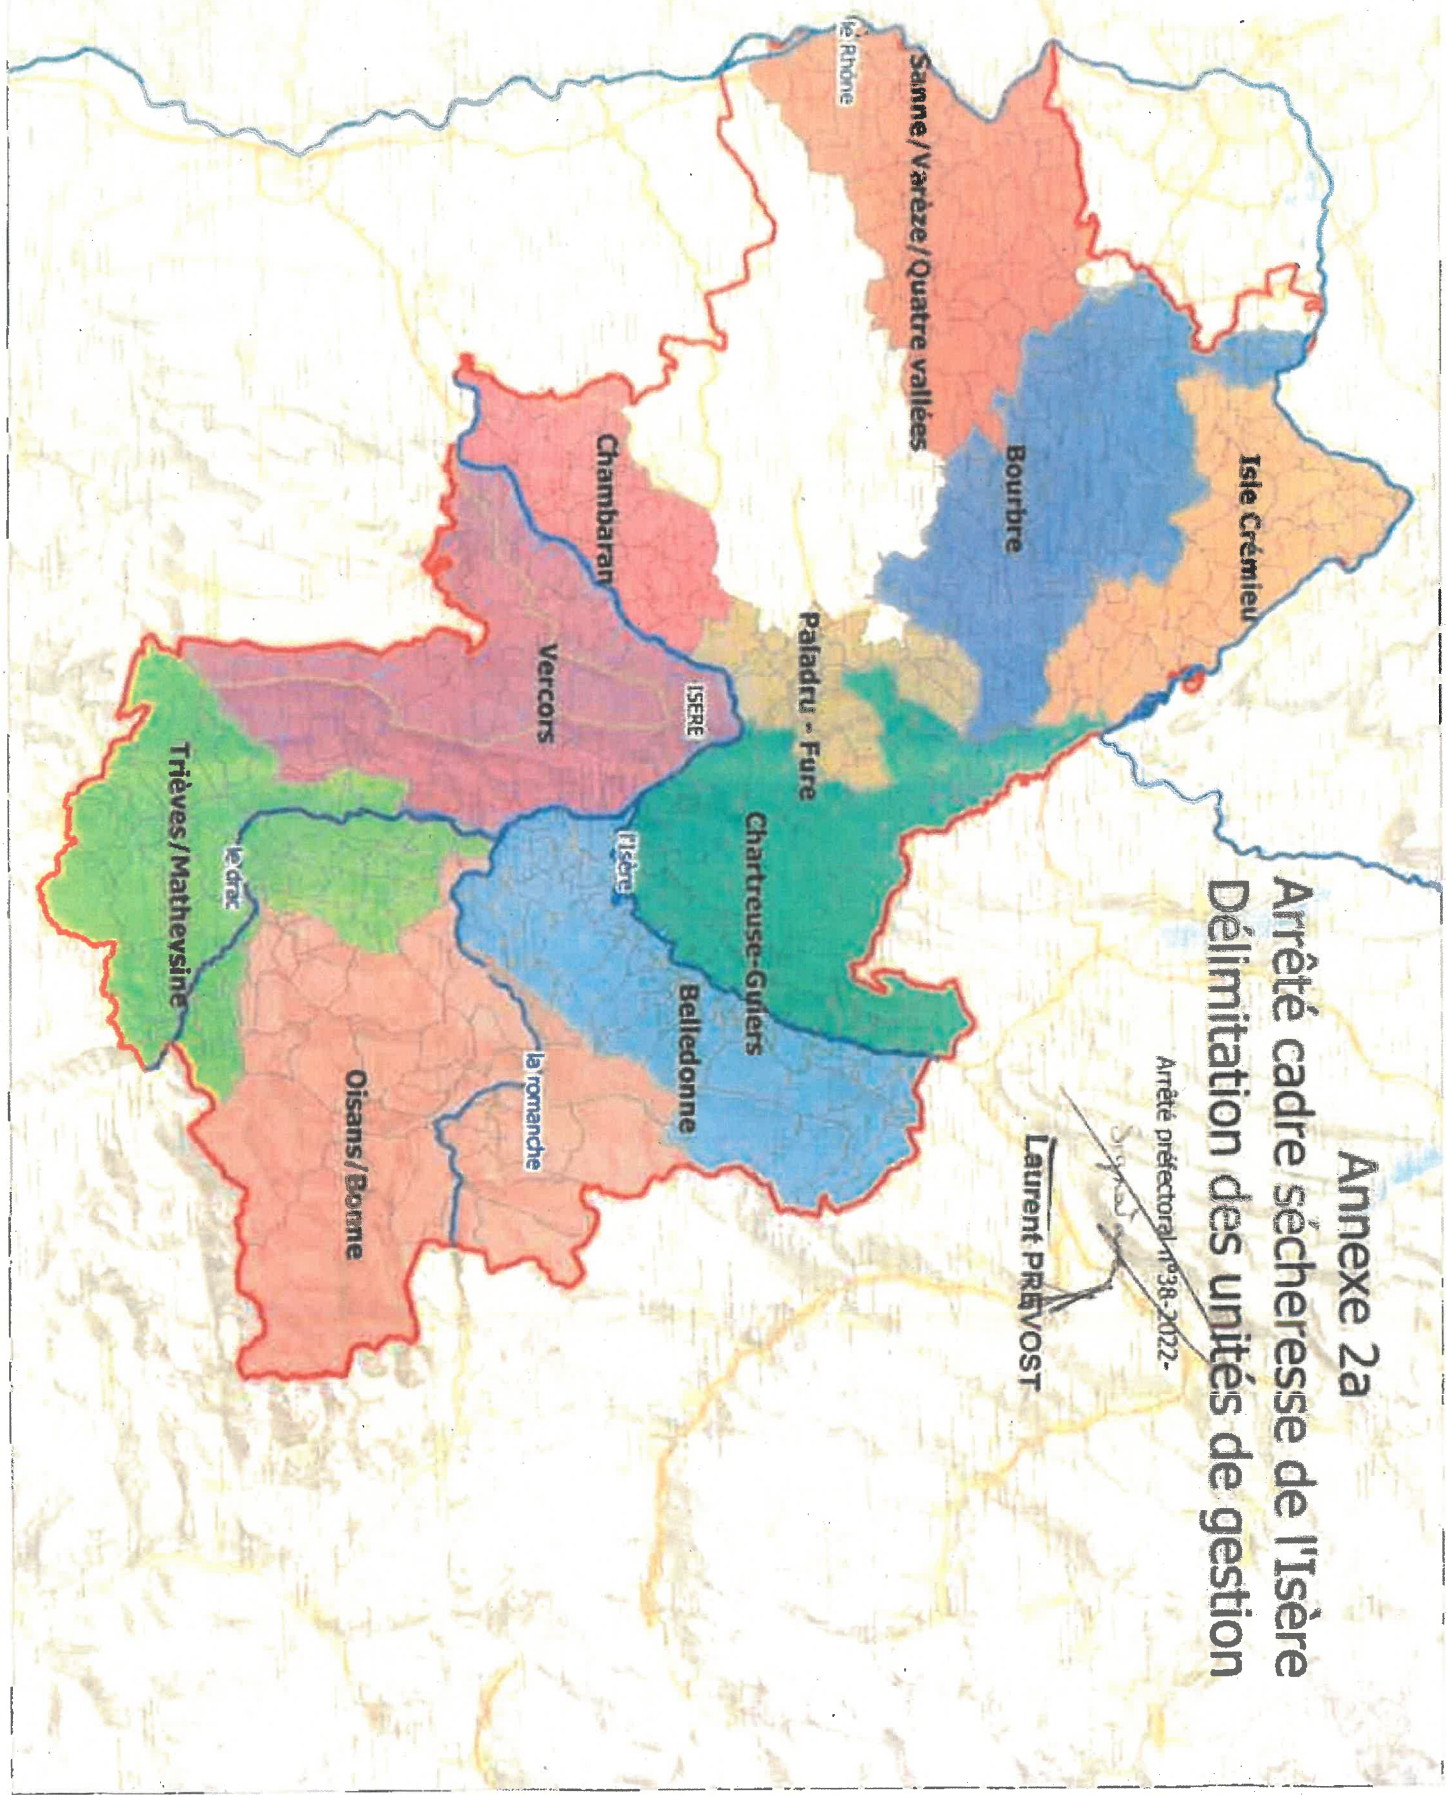 Annexe 2a
Arrêté cadre sécheresse de l'Isère
Délimitation des unités de gestion
Arrêté préfectoral n°38-2022-
Laurent PREVOST
Isle Crémieu
Bourbre
Sanne/Varèze/Quatre vallées
le Rhône
Paladru - Fure
Chartreuse-Guiers
ISERE
Belledonne
l'Isère
Chambaran
Vercors
la romanche
Oisans/Bonne
le drac
Trièves/Matheysine